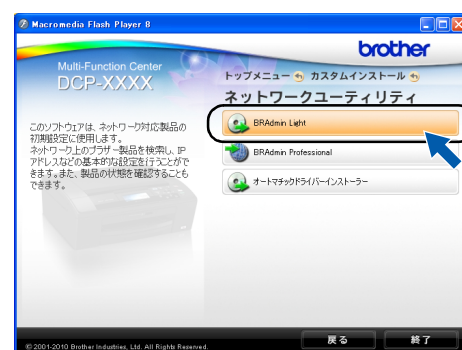 Macromedia Flash Player 8
brother
Multi-Function Center
DCP-XXXX
トップメニュー カスタムインストール
ネットワークユーティリティ
このソフトウェアは、ネットワーク対応製品の
初期設定に使用します。
ネットワーク上のブラザー製品を検索し、IP
アドレスなどの基本的な設定を行うことがで
きます。また、製品の状態を確認することも
できます。
BRAdmin Light
BRAdmin Professional
オートマチックドライバーインストーラー
© 2001-2010 Brother Industries, Ltd. All Rights Reserved.
戻る
終了